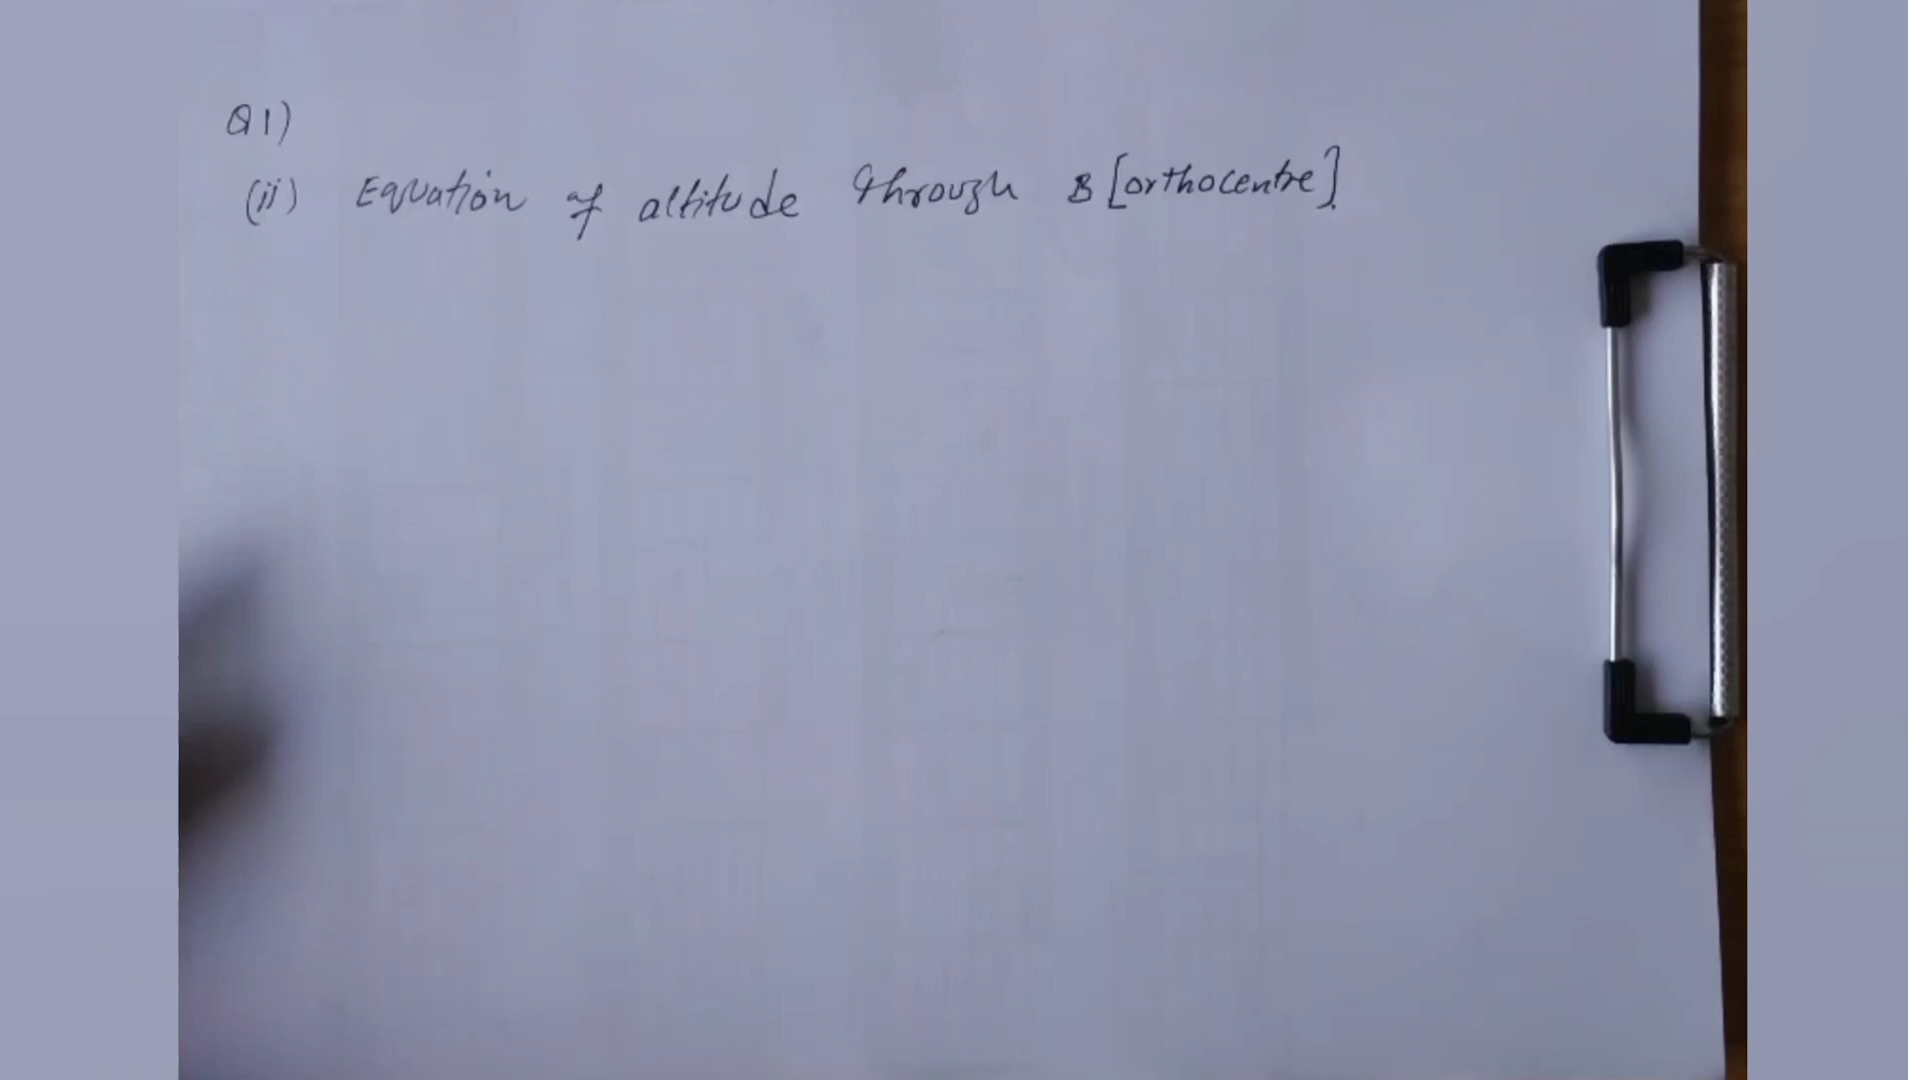 Q1)
(ii) Equation of altitude through B [orthocentre]